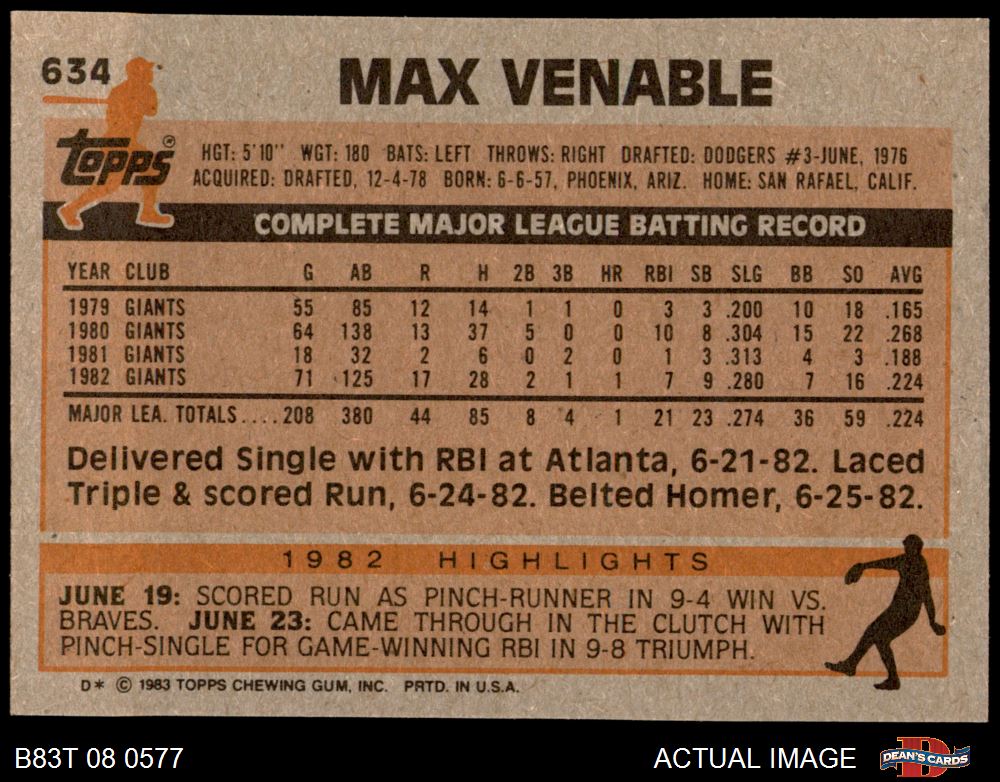 634
MAX VENABLE
Topps®
HGT: 5'10" WGT: 180 BATS: LEFT THROWS: RIGHT DRAFTED: DODGERS #3-JUNE, 1976
ACQUIRED: DRAFTED, 12-4-78 BORN: 6-6-57, PHOENIX, ARIZ. HOME: SAN RAFAEL, CALIF.
COMPLETE MAJOR LEAGUE BATTING RECORD
YEAR CLUB G AB R H 2B 3B HR RBI SB SLG BB SO AVG
1979 GIANTS 55 85 12 14 1 1 0 3 3 .200 10 18 .165
1980 GIANTS 64 138 13 37 5 0 0 10 8 .304 15 22 .268
1981 GIANTS 18 32 2 6 0 2 0 1 3 .313 4 3 .188
1982 GIANTS 71 125 17 28 2 1 1 7 9 .280 7 16 .224
MAJOR LEA. TOTALS....208 380 44 85 8 4 1 21 23 .274 36 59 .224
Delivered Single with RBI at Atlanta, 6-21-82. Laced
Triple & scored Run, 6-24-82. Belted Homer, 6-25-82.
1982 HIGHLIGHTS
JUNE 19: SCORED RUN AS PINCH-RUNNER IN 9-4 WIN VS.
BRAVES. JUNE 23: CAME THROUGH IN THE CLUTCH WITH
PINCH-SINGLE FOR GAME-WINNING RBI IN 9-8 TRIUMPH.
D* © 1983 TOPPS CHEWING GUM, INC. PRTD. IN U.S.A.
B83T 08 0577
ACTUAL IMAGE
D
DEAN'S CARDS